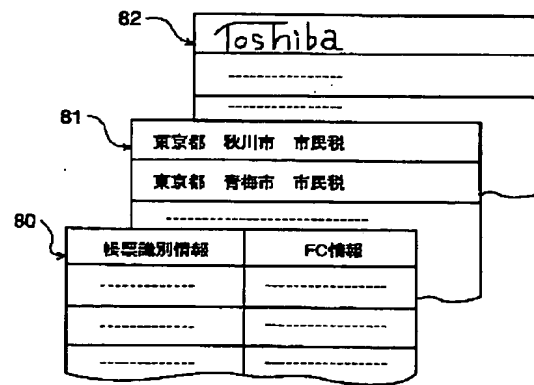 82
Toshiba
81
東京都 秋川市 市民税
東京都 青梅市 市民税
80
帳票識別情報 FC情報